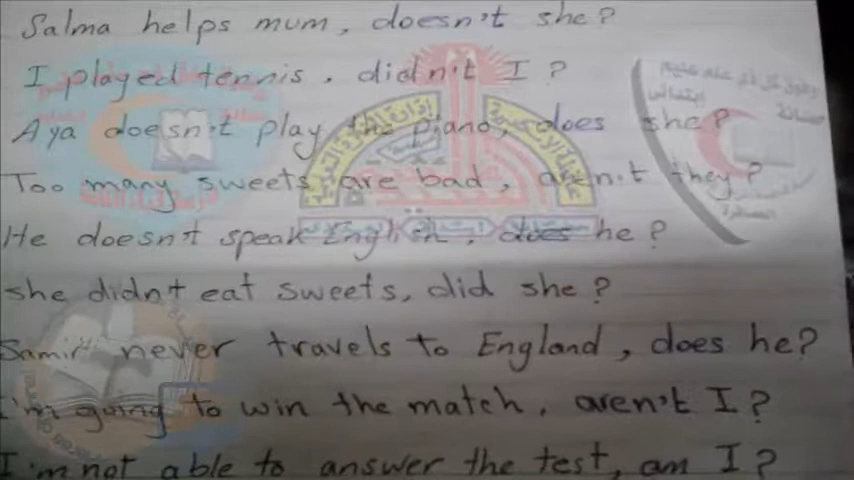 Salma helps mum, doesn't she?
I played tennis, didn't I?
Aya doesn't play the piano, does she?
Too many sweets are bad, aren't they?
He doesn't speak English, does he?
she didn't eat sweets, did she?
Samir never travels to England, does he?
I'm going to win the match, aren't I?
I'm not able to answer the test, am I?